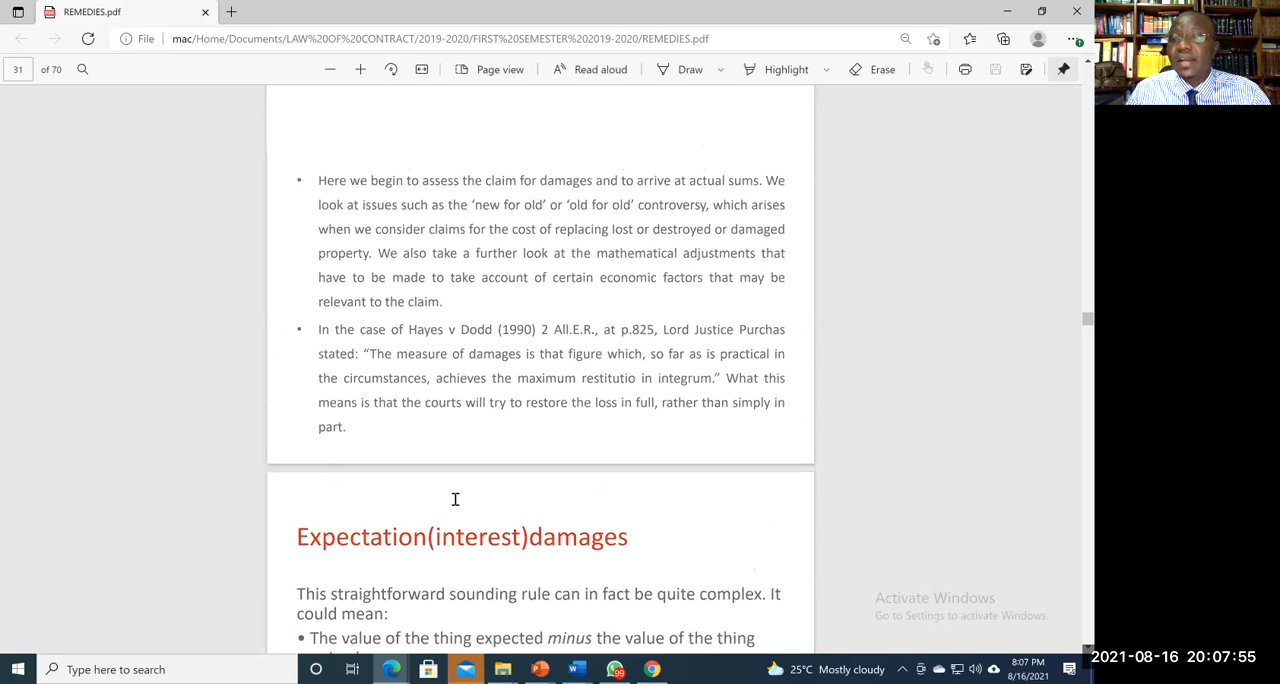 REMEDIES.pdf
File mac/Home/Documents/LAW%20OF%20CONTRACT/2019-2020/FIRST%20SEMESTER%202019-2020/REMEDIES.pdf
31 of 70 Page view Read aloud Draw Highlight Erase
• Here we begin to assess the claim for damages and to arrive at actual sums. We
look at issues such as the ‘new for old’ or ‘old for old’ controversy, which arises
when we consider claims for the cost of replacing lost or destroyed or damaged
property. We also take a further look at the mathematical adjustments that
have to be made to take account of certain economic factors that may be
relevant to the claim.
• In the case of Hayes v Dodd (1990) 2 All.E.R., at p.825, Lord Justice Purchas
stated: “The measure of damages is that figure which, so far as is practical in
the circumstances, achieves the maximum restitutio in integrum.” What this
means is that the courts will try to restore the loss in full, rather than simply in
part.
Expectation(interest)damages
This straightforward sounding rule can in fact be quite complex. It
could mean:
• The value of the thing expected minus the value of the thing
Activate Windows
Go to Settings to activate Windows.
Type here to search
99
25°C Mostly cloudy
8:07 PM
8/16/2021
2021-08-16 20:07:55